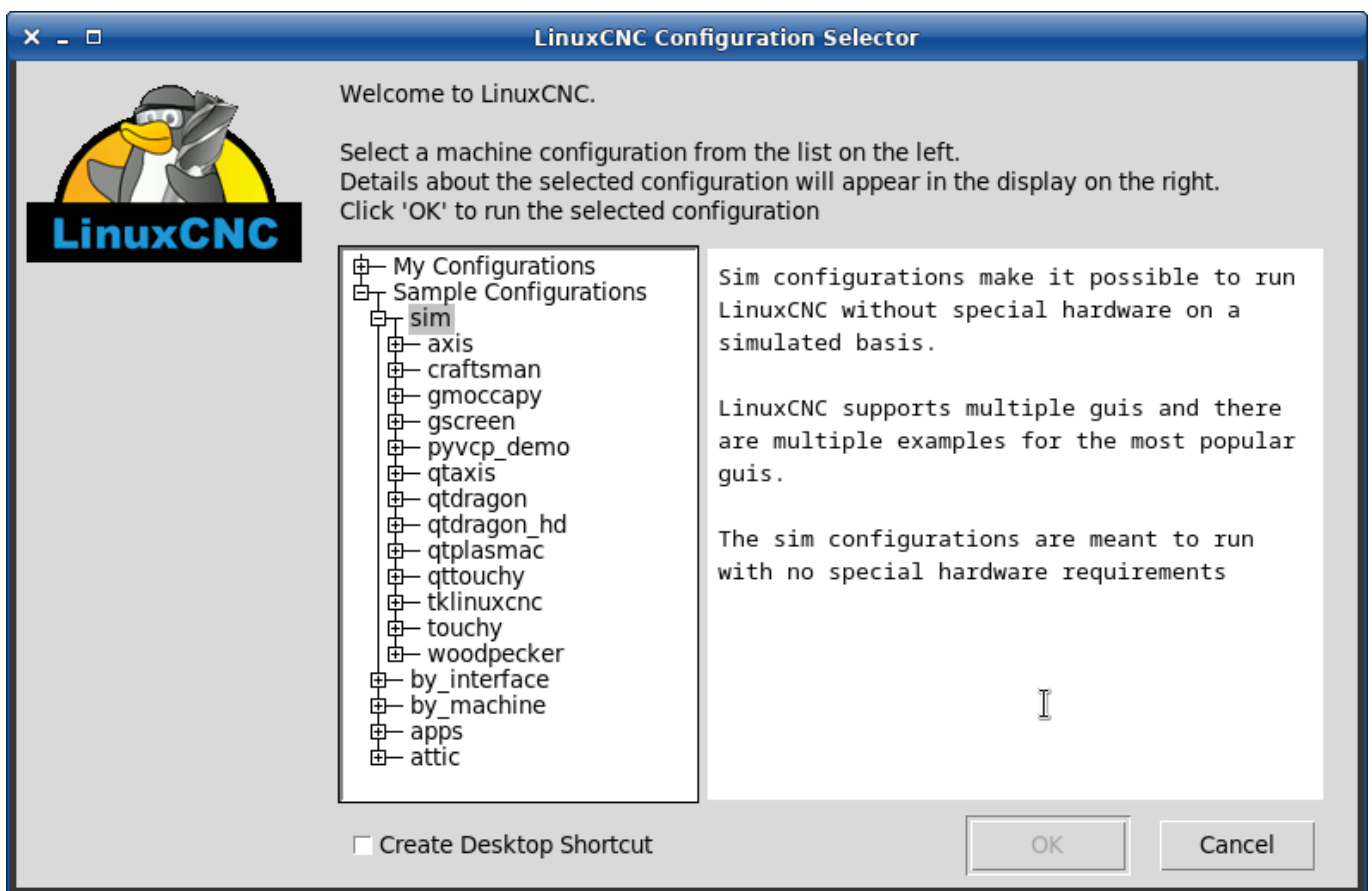 LinuxCNC Configuration Selector
LinuxCNC
Welcome to LinuxCNC.
Select a machine configuration from the list on the left.
Details about the selected configuration will appear in the display on the right.
Click 'OK' to run the selected configuration
My Configurations
Sample Configurations
sim
axis
craftsman
gmoccapy
gscreen
pyvcp_demo
qtaxis
qtdragon
qtdragon_hd
qtplasmac
qttouchy
tklinuxcnc
touchy
woodpecker
by_interface
by_machine
apps
attic
Sim configurations make it possible to run
LinuxCNC without special hardware on a
simulated basis.
LinuxCNC supports multiple guis and there
are multiple examples for the most popular
guis.
The sim configurations are meant to run
with no special hardware requirements
Create Desktop Shortcut
OK
Cancel